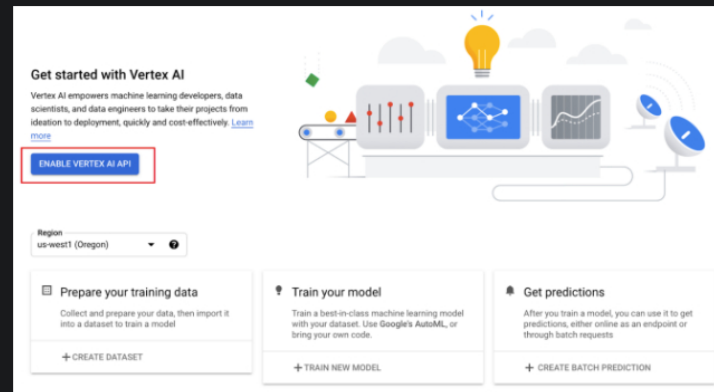 Get started with Vertex AI
Vertex AI empowers machine learning developers, data
scientists, and data engineers to take their projects from
ideation to deployment, quickly and cost-effectively. Learn
more
ENABLE VERTEX AI API
Region
us-west1 (Oregon)
Prepare your training data
Collect and prepare your data, then import it
into a dataset to train a model
+ CREATE DATASET
Train your model
Train a best-in-class machine learning model
with your dataset. Use Google's AutoML, or
bring your own code.
+ TRAIN NEW MODEL
Get predictions
After you train a model, you can use it to get
predictions, either online as an endpoint or
through batch requests
+ CREATE BATCH PREDICTION